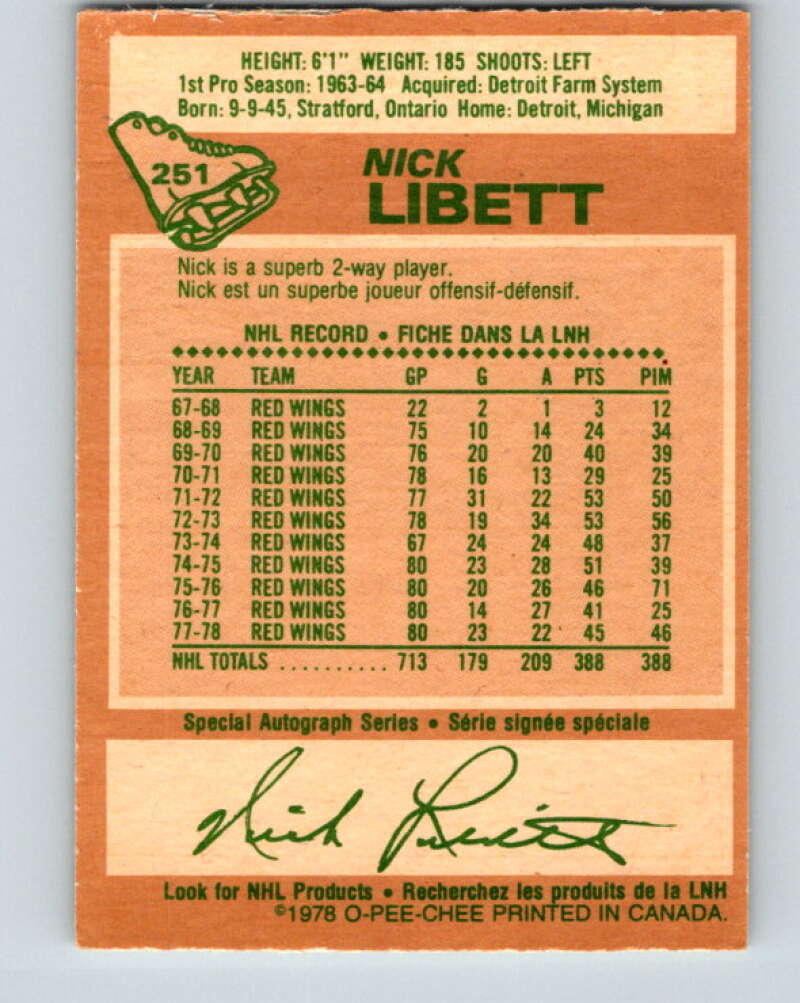 HEIGHT: 6'1" WEIGHT: 185 SHOOTS: LEFT
1st Pro Season: 1963-64 Acquired: Detroit Farm System
Born: 9-9-45, Stratford, Ontario Home: Detroit, Michigan
251
NICK
LIBETT
Nick is a superb 2-way player.
Nick est un superbe joueur offensif-défensif.
NHL RECORD • FICHE DANS LA LNH
YEAR TEAM GP G A PTS PIM
67-68 RED WINGS 22 2 1 3 12
68-69 RED WINGS 75 10 14 24 34
69-70 RED WINGS 76 20 20 40 39
70-71 RED WINGS 78 16 13 29 25
71-72 RED WINGS 77 31 22 53 50
72-73 RED WINGS 78 19 34 53 56
73-74 RED WINGS 67 24 24 48 37
74-75 RED WINGS 80 23 28 51 39
75-76 RED WINGS 80 20 26 46 71
76-77 RED WINGS 80 14 27 41 25
77-78 RED WINGS 80 23 22 45 46
NHL TOTALS .......... 713 179 209 388 388
Special Autograph Series • Série signée spéciale
Nick Libett
Look for NHL Products • Recherchez les produits de la LNH
©1978 O-PEE-CHEE PRINTED IN CANADA.